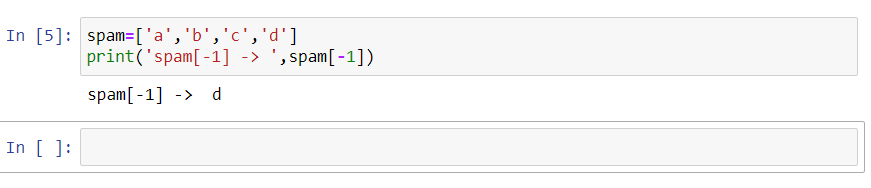 In [5]: spam=['a','b','c','d']
print('spam[-1] -> ',spam[-1])
spam[-1] ->  d
In [ ]: